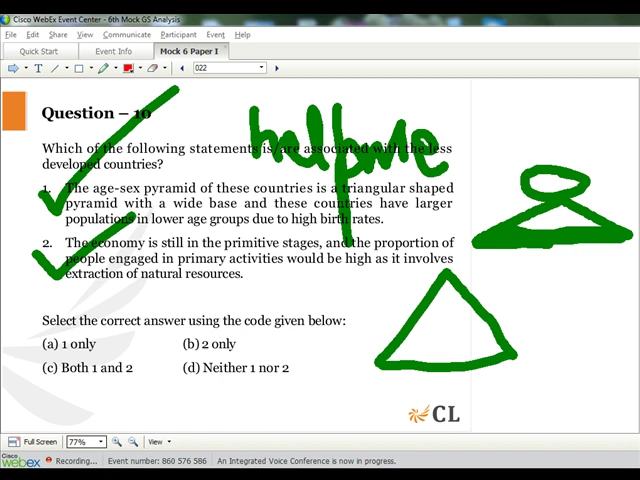 Cisco WebEx Event Center - 6th Mock GS Analysis
File Edit Share View Communicate Participant Event Help
Quick Start Event Info Mock 6 Paper I
T 022
Question – 10
Which of the following statements is/are associated with the less
developed countries?
1. The age-sex pyramid of these countries is a triangular shaped
pyramid with a wide base and these countries have larger
populations in lower age groups due to high birth rates.
2. The economy is still in the primitive stages, and the proportion of
people engaged in primary activities would be high as it involves
extraction of natural resources.
Select the correct answer using the code given below:
(a) 1 only (b) 2 only
(c) Both 1 and 2 (d) Neither 1 nor 2
CL
Full Screen 77% View
Cisco webex Recording... Event number: 860 576 586 An Integrated Voice Conference is now in progress.